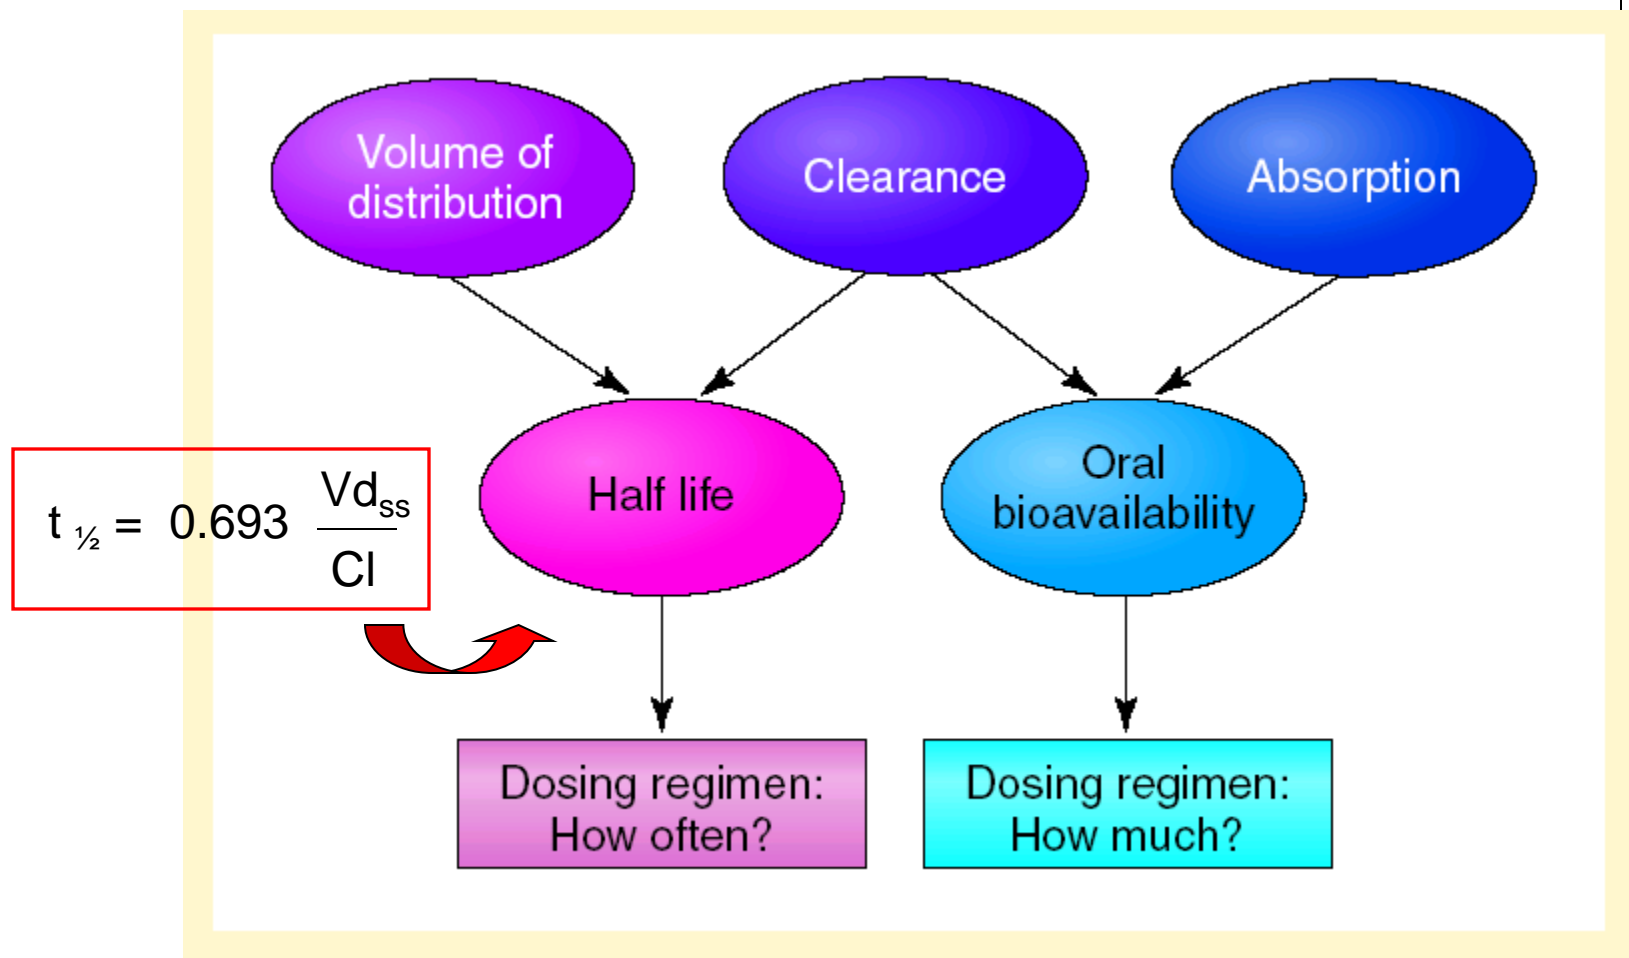 Volume of
distribution
Clearance
Absorption
Half life
Oral
bioavailability
t ½ = 0.693 Vdss
Cl
Dosing regimen:
How often?
Dosing regimen:
How much?